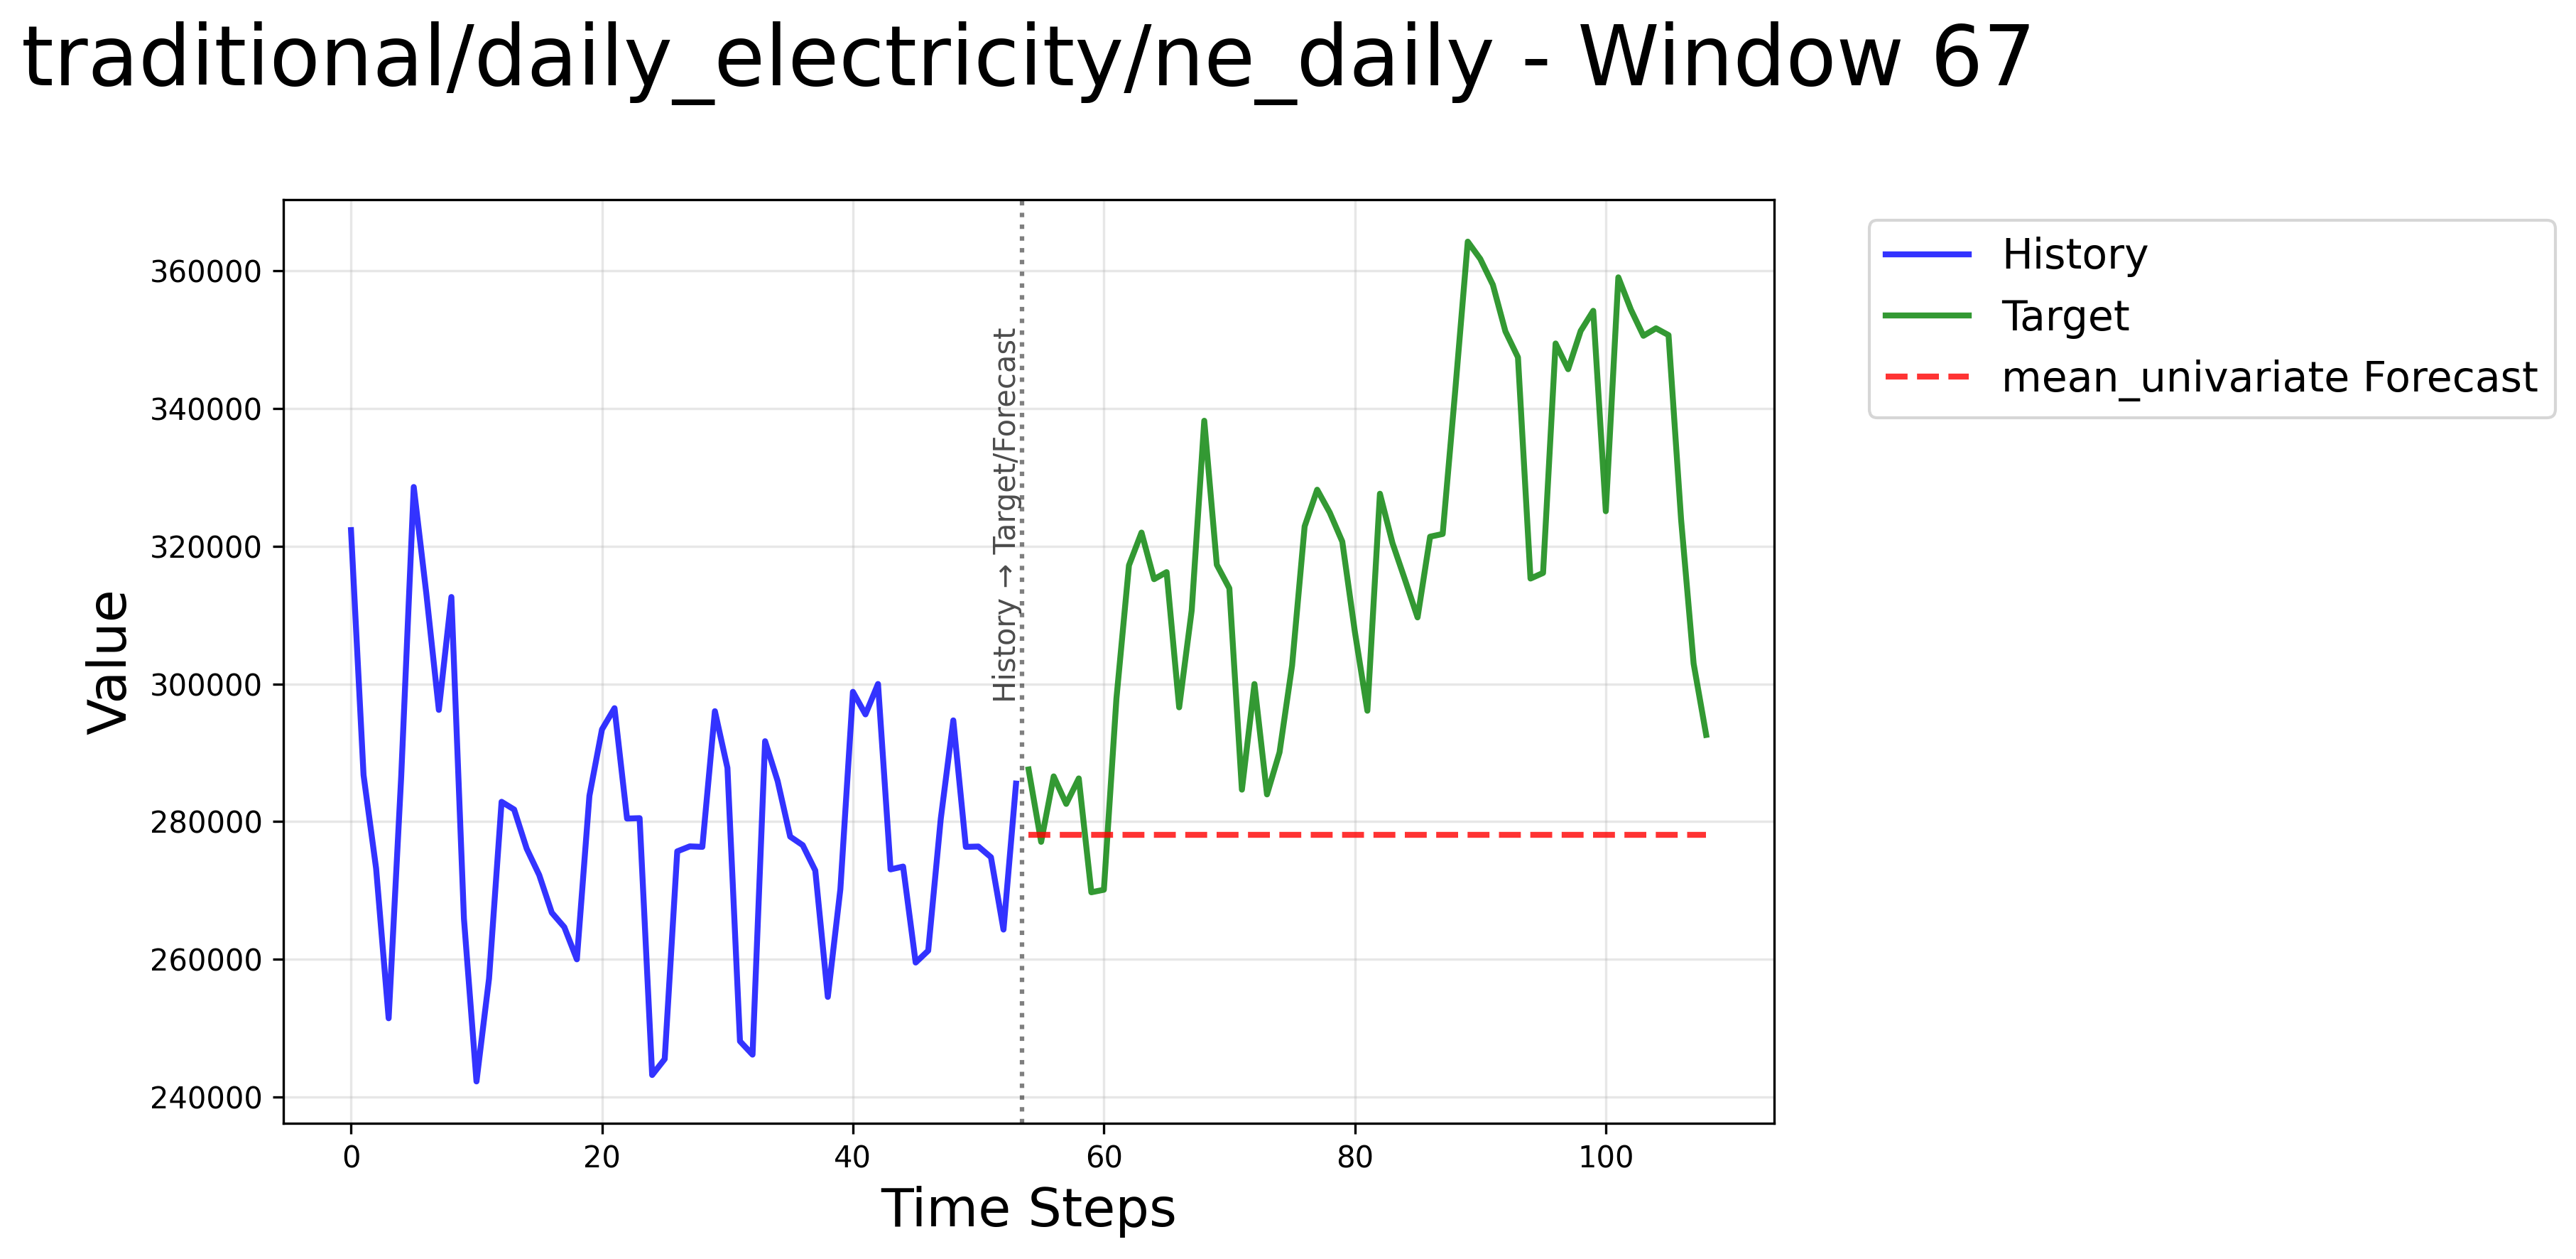 traditional/daily_electricity/ne_daily - Window 67
History
Target
mean_univariate Forecast
History → Target/Forecast
Value
360000
340000
320000
300000
280000
260000
240000
0
20
40
60
80
100
Time Steps